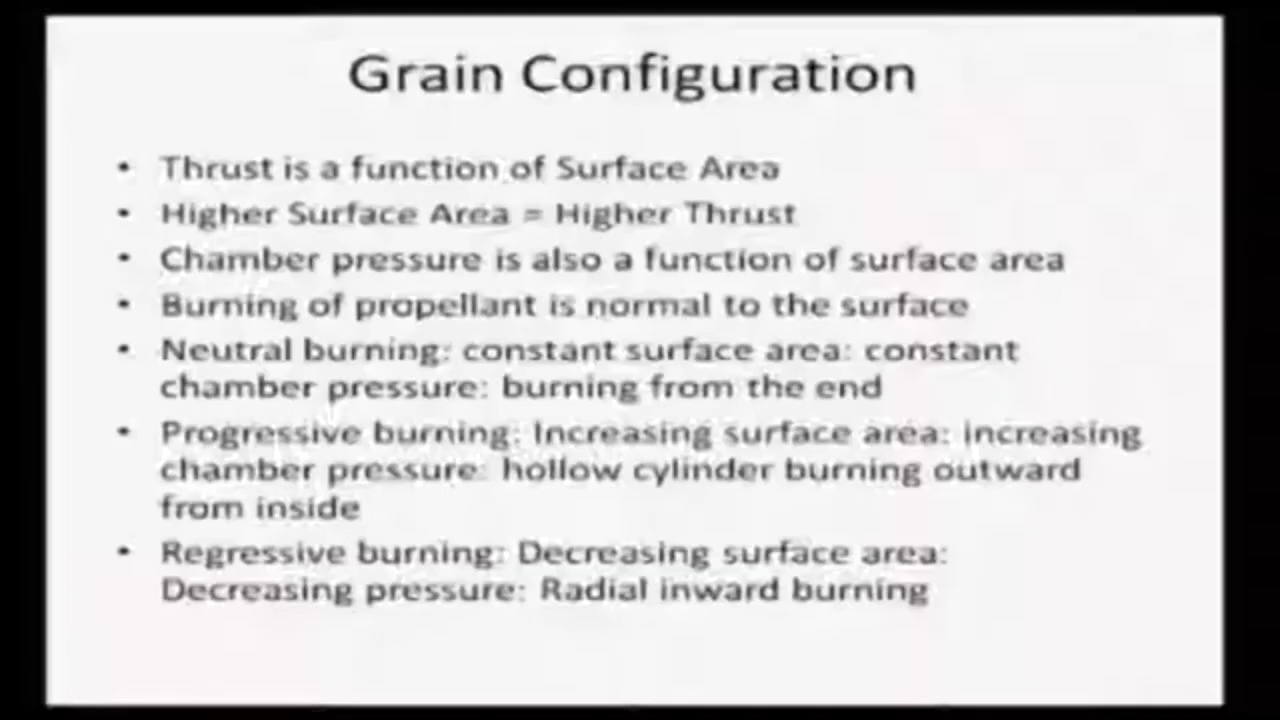 Grain Configuration
• Thrust is a function of Surface Area
• Higher Surface Area = Higher Thrust
• Chamber pressure is also a function of surface area
• Burning of propellant is normal to the surface
• Neutral burning: constant surface area: constant
chamber pressure: burning from the end
• Progressive burning: Increasing surface area: increasing
chamber pressure: hollow cylinder burning outward
from inside
• Regressive burning: Decreasing surface area:
Decreasing pressure: Radial inward burning